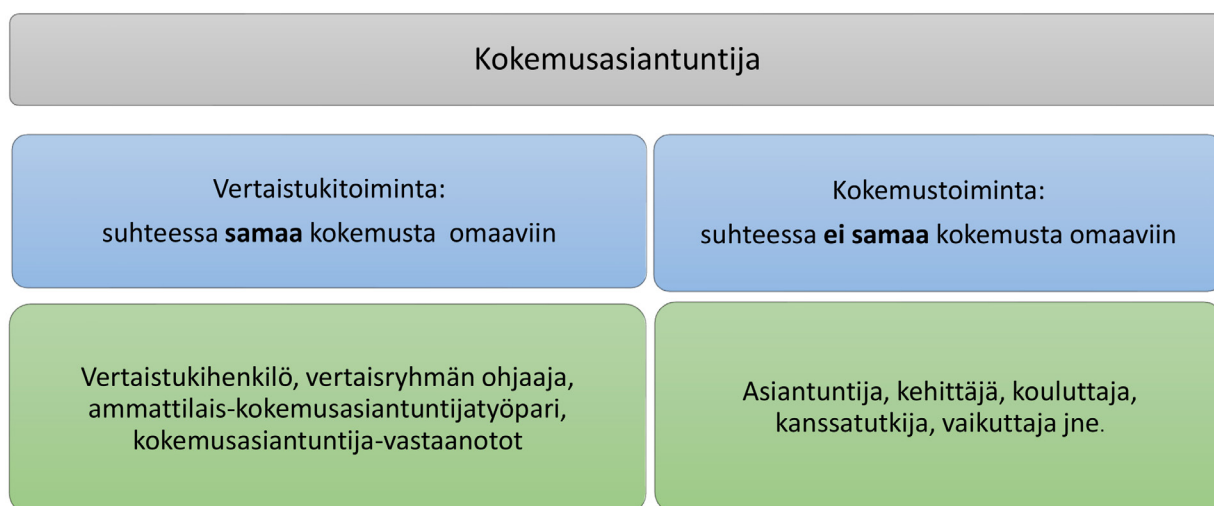 Kokemusasiantuntija
Vertaistukitoiminta:
suhteessa samaa kokemusta omaaviin
Kokemustoiminta:
suhteessa ei samaa kokemusta omaaviin
Vertaistukihenkilö, vertaisryhmän ohjaaja,
ammattilais-kokemusasiantuntijatyöpari,
kokemusasiantuntija-vastaanotot
Asiantuntija, kehittäjä, kouluttaja,
kanssatutkija, vaikuttaja jne.